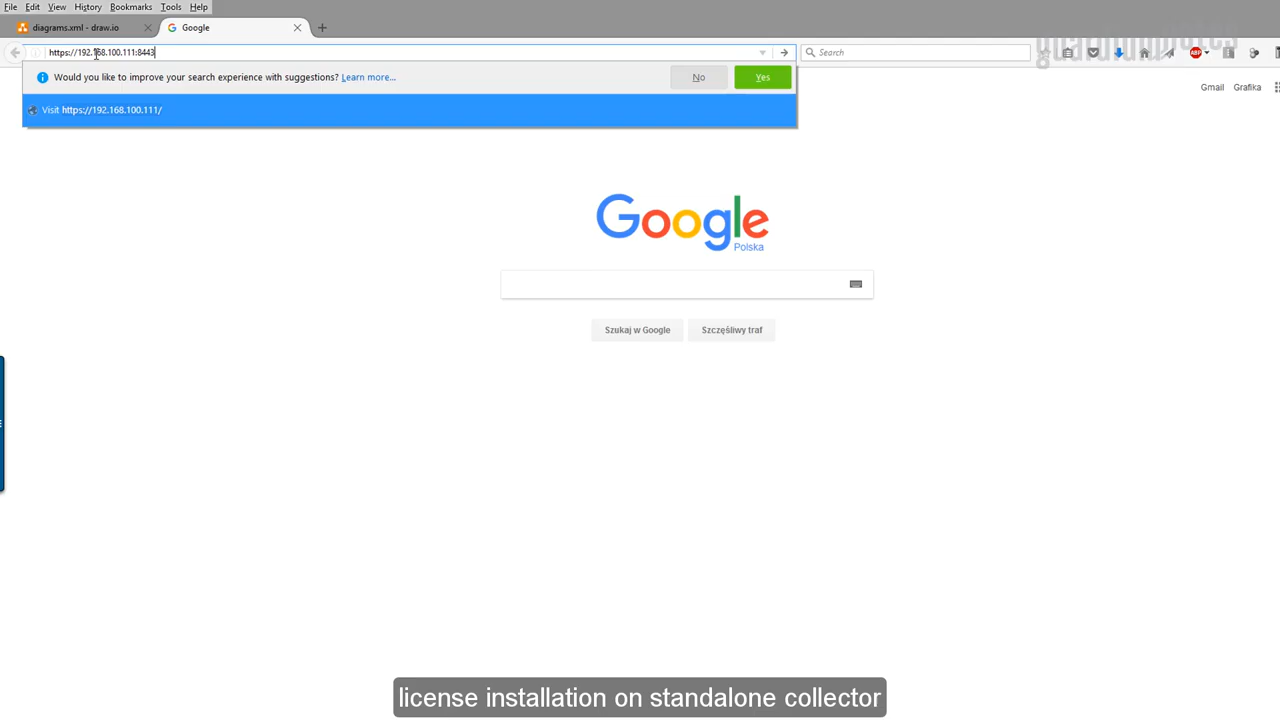 File Edit View History Bookmarks Tools Help
diagrams.xml - draw.io
Google
https://192.168.100.111:8443
Search
Would you like to improve your search experience with suggestions? Learn more...
No
Yes
Visit https://192.168.100.111/
Gmail Grafika
Google
Polska
Szukaj w Google
Szczęśliwy traf
license installation on standalone collector